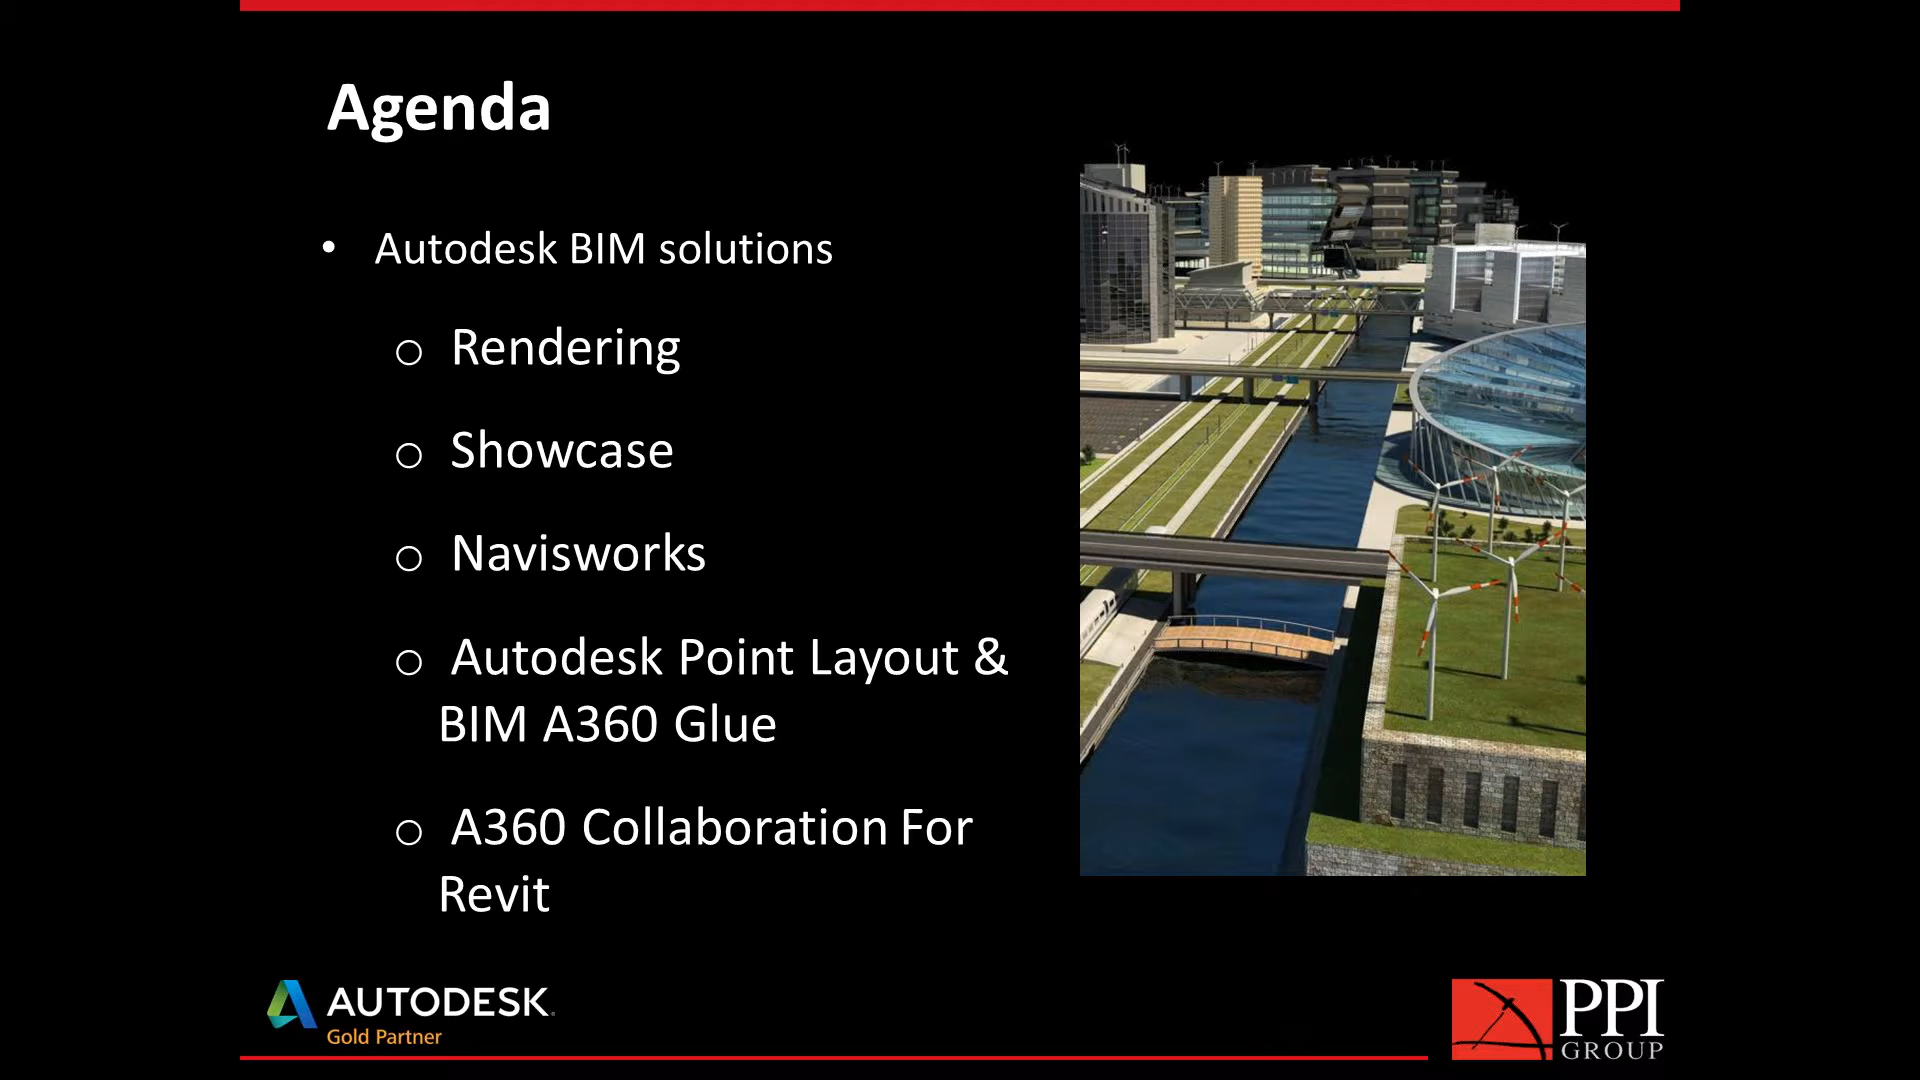 Agenda
• Autodesk BIM solutions
o Rendering
o Showcase
o Navisworks
o Autodesk Point Layout &
BIM A360 Glue
o A360 Collaboration For
Revit
AUTODESK.
Gold Partner
PPI
GROUP